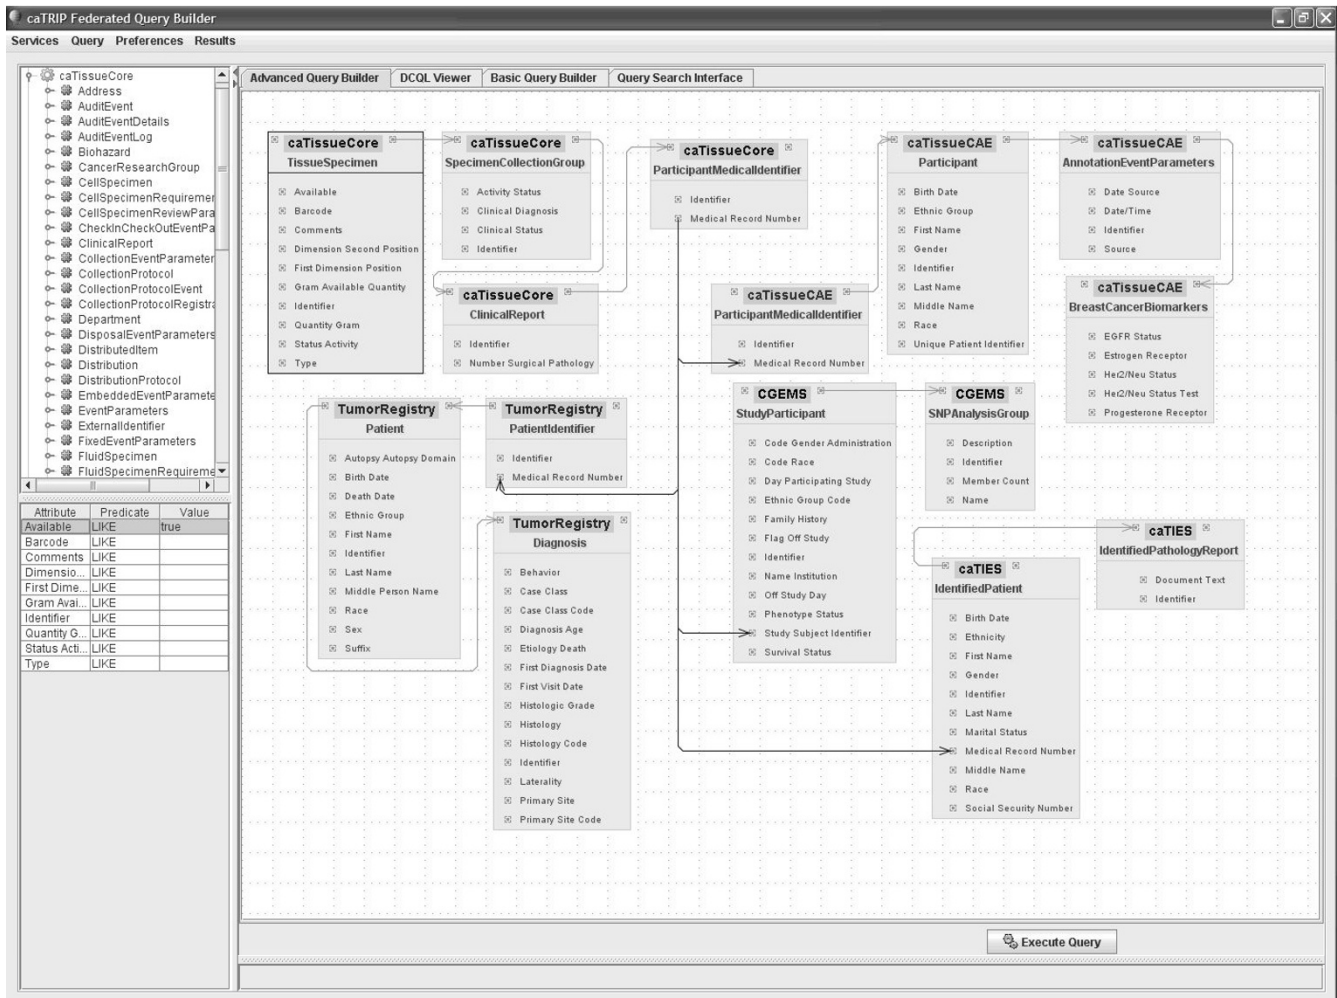 caTRIP Federated Query Builder
Services Query Preferences Results
caTissueCore
Address
AuditEvent
AuditEventDetails
AuditEventLog
Biohazard
CancerResearchGroup
CellSpecimen
CellSpecimenRequiremer
CellSpecimenReviewPara
CheckInCheckOutEventPa
ClinicalReport
CollectionEventParameter
CollectionProtocol
CollectionProtocolEvent
CollectionProtocolRegistra
Department
DisposalEventParameters
DistributedItem
Distribution
DistributionProtocol
EmbeddedEventParamete
EventParameters
ExternalIdentifier
FixedEventParameters
FluidSpecimen
FluidSpecimenRequireme
Attribute Predicate Value
Available LIKE true
Barcode LIKE
Comments LIKE
Dimensio... LIKE
First Dime... LIKE
Gram Avai... LIKE
Identifier LIKE
Quantity G... LIKE
Status Acti... LIKE
Type LIKE
Advanced Query Builder DCQL Viewer Basic Query Builder Query Search Interface
caTissueCore
TissueSpecimen
Available
Barcode
Comments
Dimension Second Position
First Dimension Position
Gram Available Quantity
Identifier
Quantity Gram
Status Activity
Type
caTissueCore
SpecimenCollectionGroup
Activity Status
Clinical Diagnosis
Clinical Status
Identifier
caTissueCore
ParticipantMedicalIdentifier
Identifier
Medical Record Number
caTissueCAE
Participant
Birth Date
Ethnic Group
First Name
Gender
Identifier
Last Name
Middle Name
Race
Unique Patient Identifier
caTissueCAE
AnnotationEventParameters
Date Source
Date/Time
Identifier
Source
caTissueCore
ClinicalReport
Identifier
Number Surgical Pathology
caTissueCAE
ParticipantMedicalIdentifier
Identifier
Medical Record Number
caTissueCAE
BreastCancerBiomarkers
EGFR Status
Estrogen Receptor
Her2/Neu Status
Her2/Neu Status Test
Progesterone Receptor
TumorRegistry
Patient
Autopsy Autopsy Domain
Birth Date
Death Date
Ethnic Group
First Name
Identifier
Last Name
Middle Person Name
Race
Sex
Suffix
TumorRegistry
PatientIdentifier
Identifier
Medical Record Number
CGEMS
StudyParticipant
Code Gender Administration
Code Race
Day Participating Study
Ethnic Group Code
Family History
Flag Off Study
Identifier
Name Institution
Off Study Day
Phenotype Status
Study Subject Identifier
Survival Status
CGEMS
SNPAnalysisGroup
Description
Identifier
Member Count
Name
TumorRegistry
Diagnosis
Behavior
Case Class
Case Class Code
Diagnosis Age
Etiology Death
First Diagnosis Date
First Visit Date
Histologic Grade
Histology
Histology Code
Identifier
Laterality
Primary Site
Primary Site Code
caTIES
IdentifiedPatient
Birth Date
Ethnicity
First Name
Gender
Identifier
Last Name
Marital Status
Medical Record Number
Middle Name
Race
Social Security Number
caTIES
IdentifiedPathologyReport
Document Text
Identifier
Execute Query